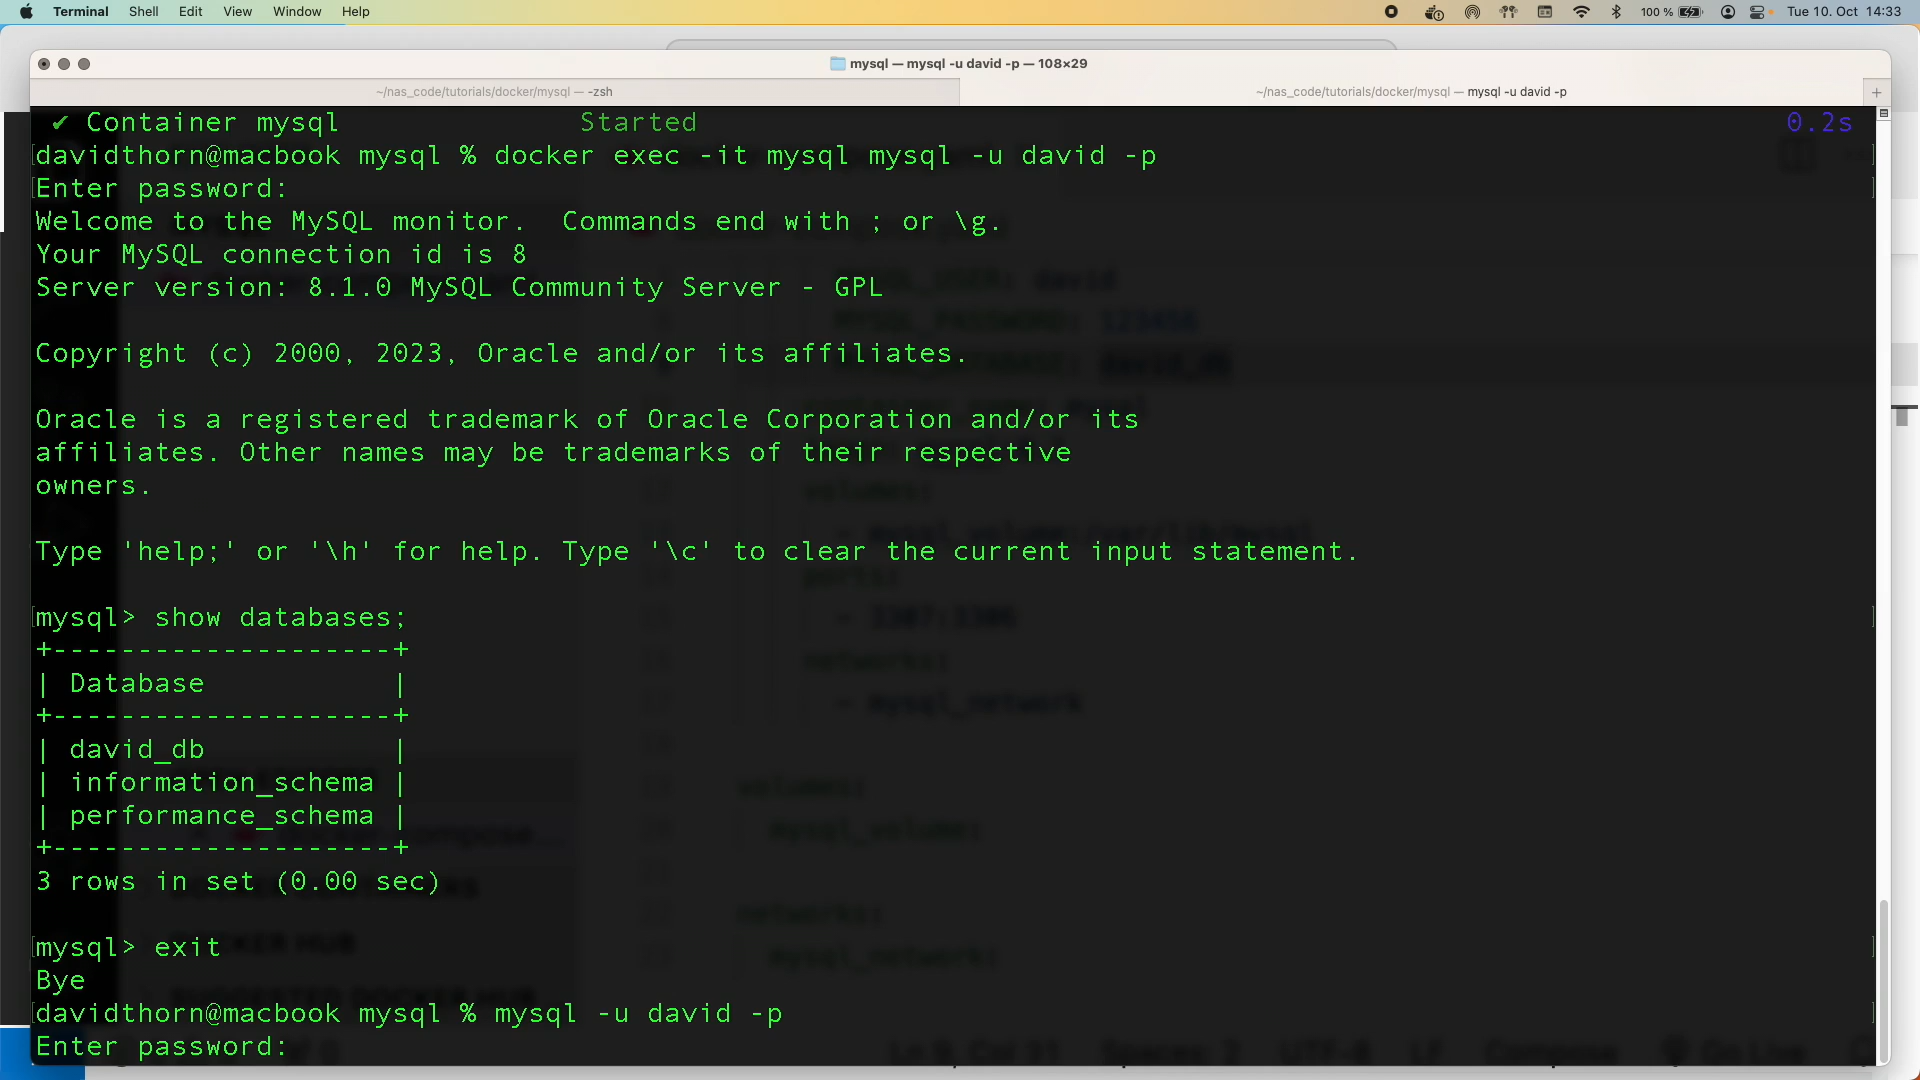 Terminal Shell Edit View Window Help 100 % Tue 10. Oct 14:33
mysql — mysql -u david -p — 108×29
~/nas_code/tutorials/docker/mysql — -zsh ~/nas_code/tutorials/docker/mysql — mysql -u david -p +
✔ Container mysql Started 0.2s
davidthorn@macbook mysql % docker exec -it mysql mysql -u david -p
Enter password:
Welcome to the MySQL monitor.  Commands end with ; or \g.
Your MySQL connection id is 8
Server version: 8.1.0 MySQL Community Server - GPL
Copyright (c) 2000, 2023, Oracle and/or its affiliates.
Oracle is a registered trademark of Oracle Corporation and/or its
affiliates. Other names may be trademarks of their respective
owners.
Type 'help;' or '\h' for help. Type '\c' to clear the current input statement.
mysql> show databases;
+--------------------+
| Database           |
+--------------------+
| david_db           |
| information_schema |
| performance_schema |
+--------------------+
3 rows in set (0.00 sec)
mysql> exit
Bye
davidthorn@macbook mysql % mysql -u david -p
Enter password: